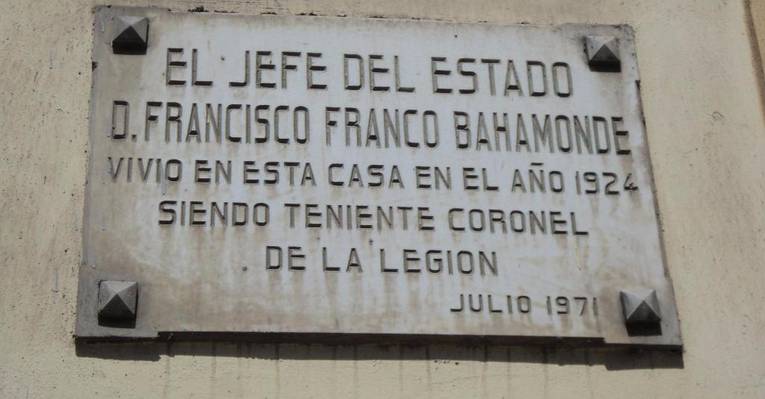 EL JEFE DEL ESTADO
D. FRANCISCO FRANCO BAHAMONDE
VIVIO EN ESTA CASA EN EL AÑO 1924
SIENDO TENIENTE CORONEL
DE LA LEGION
JULIO 1971